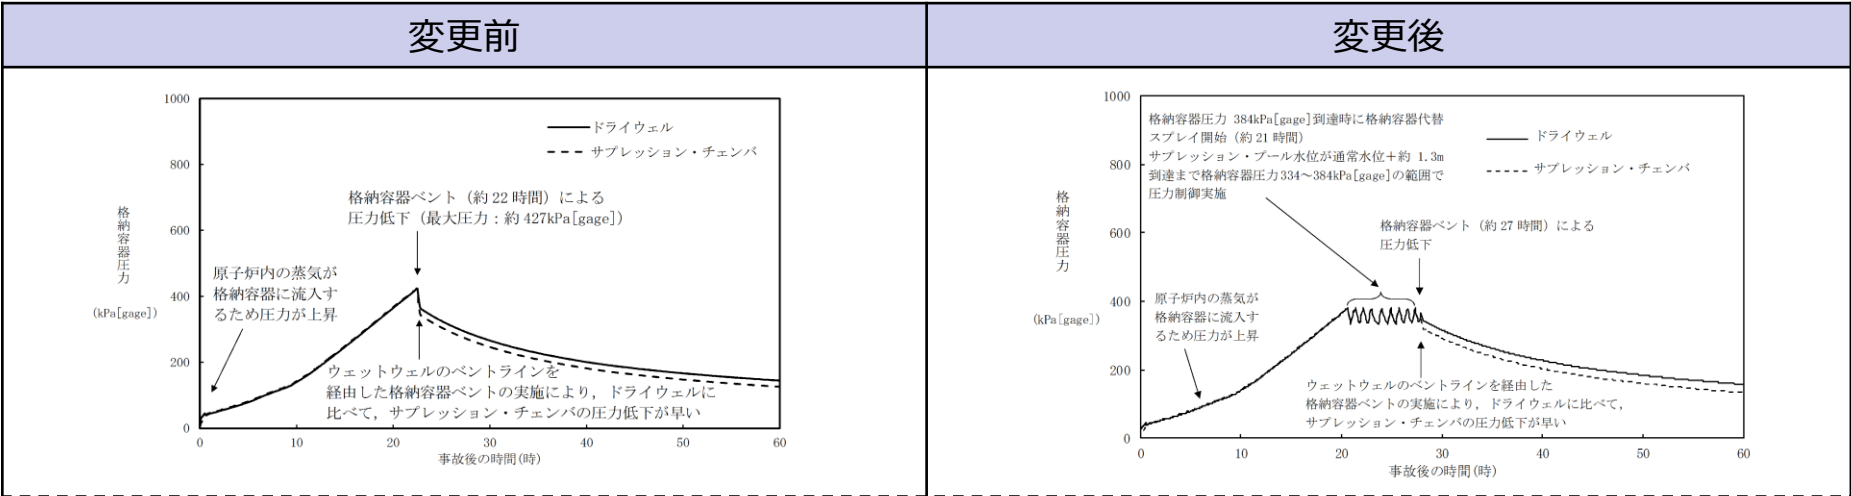 変更前
1000
800
600
400
200
0
格納容器圧力
(kPa[gage])
ドライウェル
サプレッション・チェンバ
格納容器ベント（約 22 時間）による
圧力低下（最大圧力：約 427kPa[gage]）
原子炉内の蒸気が
格納容器に流入す
るため圧力が上昇
ウェットウェルのベントラインを
経由した格納容器ベントの実施により，ドライウェルに
比べて，サプレッション・チェンバの圧力低下が早い
0 10 20 30 40 50 60
事故後の時間(時)
変更後
1000
800
600
400
200
0
格納容器圧力
(kPa[gage])
格納容器圧力 384kPa[gage]到達時に格納容器代替
スプレイ開始（約 21 時間）
サプレッション・プール水位が通常水位＋約 1.3m
到達まで格納容器圧力 334～384kPa[gage]の範囲で
圧力制御実施
ドライウェル
サプレッション・チェンバ
格納容器ベント（約 27 時間）による
圧力低下
原子炉内の蒸気が
格納容器に流入す
るため圧力が上昇
ウェットウェルのベントラインを経由した
格納容器ベントの実施により，ドライウェルに比べて，
サプレッション・チェンバの圧力低下が早い
0 10 20 30 40 50 60
事故後の時間(時)